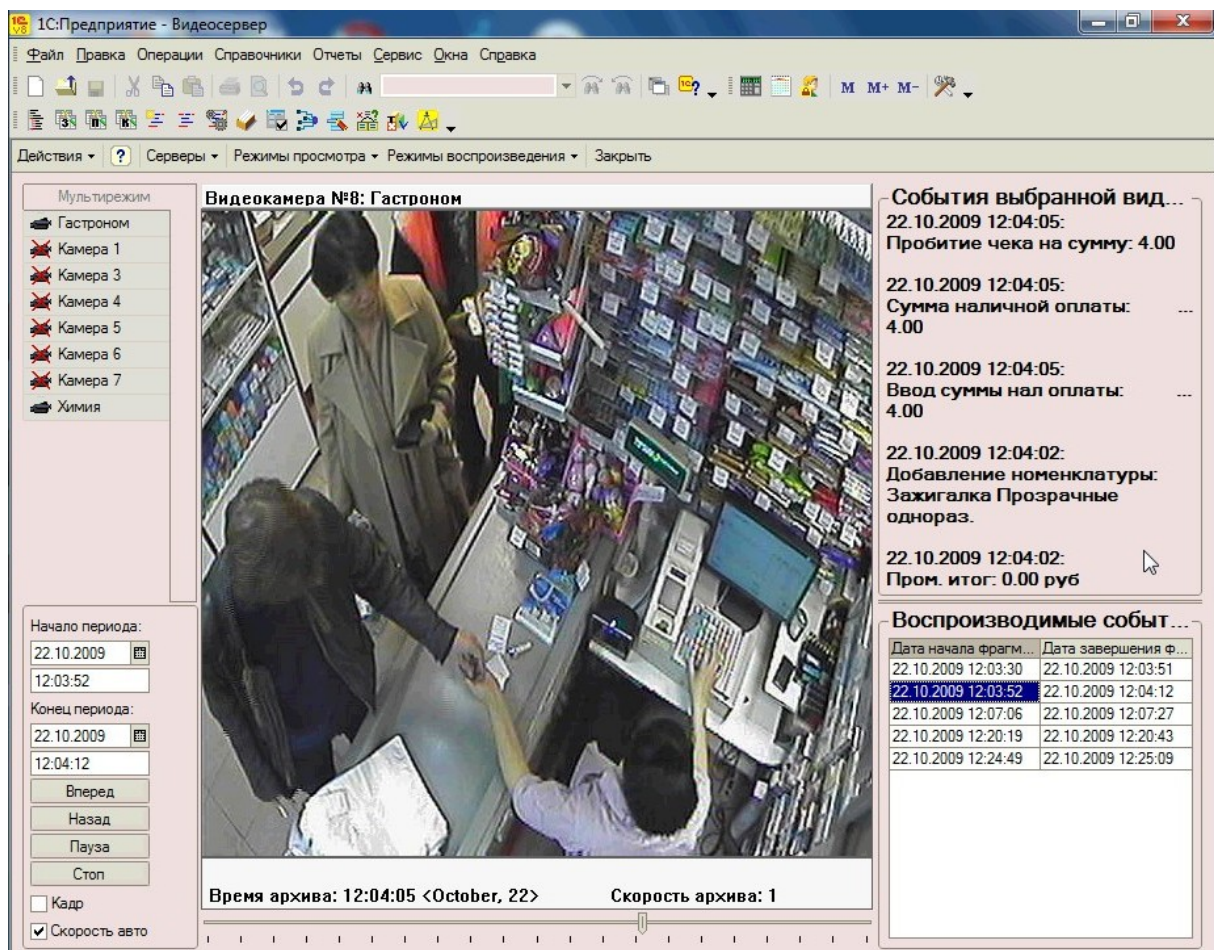 1С:Предприятие - Видеосервер
Файл Правка Операции Справочники Отчеты Сервис Окна Справка
M M+ M-
Действия ? Серверы Режимы просмотра Режимы воспроизведения Закрыть
Мультирежим
Гастроном
Камера 1
Камера 3
Камера 4
Камера 5
Камера 6
Камера 7
Химия
Начало периода:
22.10.2009
12:03:52
Конец периода:
22.10.2009
12:04:12
Вперед
Назад
Пауза
Стоп
Кадр
Скорость авто
Видеокамера №8: Гастроном
Время архива: 12:04:05 <October, 22> Скорость архива: 1
События выбранной вид...
22.10.2009 12:04:05:
Пробитие чека на сумму: 4.00
22.10.2009 12:04:05:
Сумма наличной оплаты: ...
4.00
22.10.2009 12:04:05:
Ввод суммы нал оплаты: ...
4.00
22.10.2009 12:04:02:
Добавление номенклатуры:
Зажигалка Прозрачные
однораз.
22.10.2009 12:04:02:
Пром. итог: 0.00 руб
Воспроизводимые событ...
Дата начала фрагм... Дата завершения ф...
22.10.2009 12:03:30 22.10.2009 12:03:51
22.10.2009 12:03:52 22.10.2009 12:04:12
22.10.2009 12:07:06 22.10.2009 12:07:27
22.10.2009 12:20:19 22.10.2009 12:20:43
22.10.2009 12:24:49 22.10.2009 12:25:09